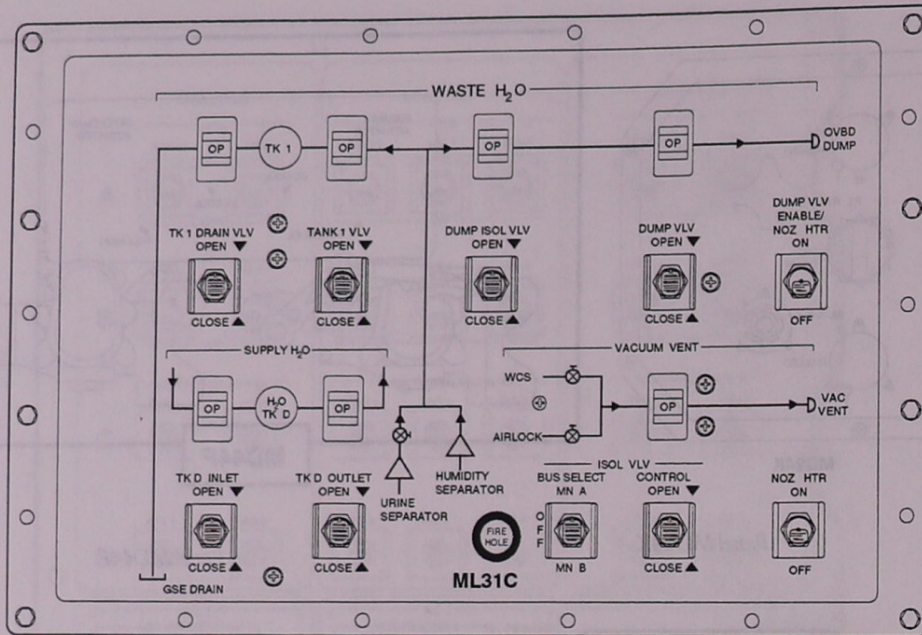 WASTE H2O
OP
TK 1
OP
OP
OP
OVBD
DUMP
TK 1 DRAIN VLV
OPEN ▼
CLOSE ▲
TANK 1 VLV
OPEN ▼
CLOSE ▲
DUMP ISOL VLV
OPEN ▼
CLOSE ▲
DUMP VLV
OPEN ▼
CLOSE ▲
DUMP VLV
ENABLE/
NOZ HTR
ON
OFF
SUPPLY H2O
OP
H2O
TK D
OP
VACUUM VENT
WCS
AIRLOCK
OP
VAC
VENT
URINE
SEPARATOR
HUMIDITY
SEPARATOR
TK D INLET
OPEN ▼
CLOSE ▲
TK D OUTLET
OPEN ▼
CLOSE ▲
FIRE
HOLE
ML31C
ISOL VLV
BUS SELECT
MN A
OFF
MN B
CONTROL
OPEN ▼
CLOSE ▲
NOZ HTR
ON
OFF
GSE DRAIN